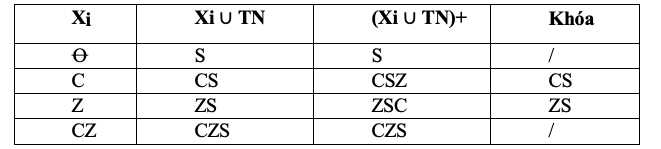 Xi Xi ∪ TN (Xi ∪ TN)+ Khóa
Ꝋ S S /
C CS CSZ CS
Z ZS ZSC ZS
CZ CZS CZS /